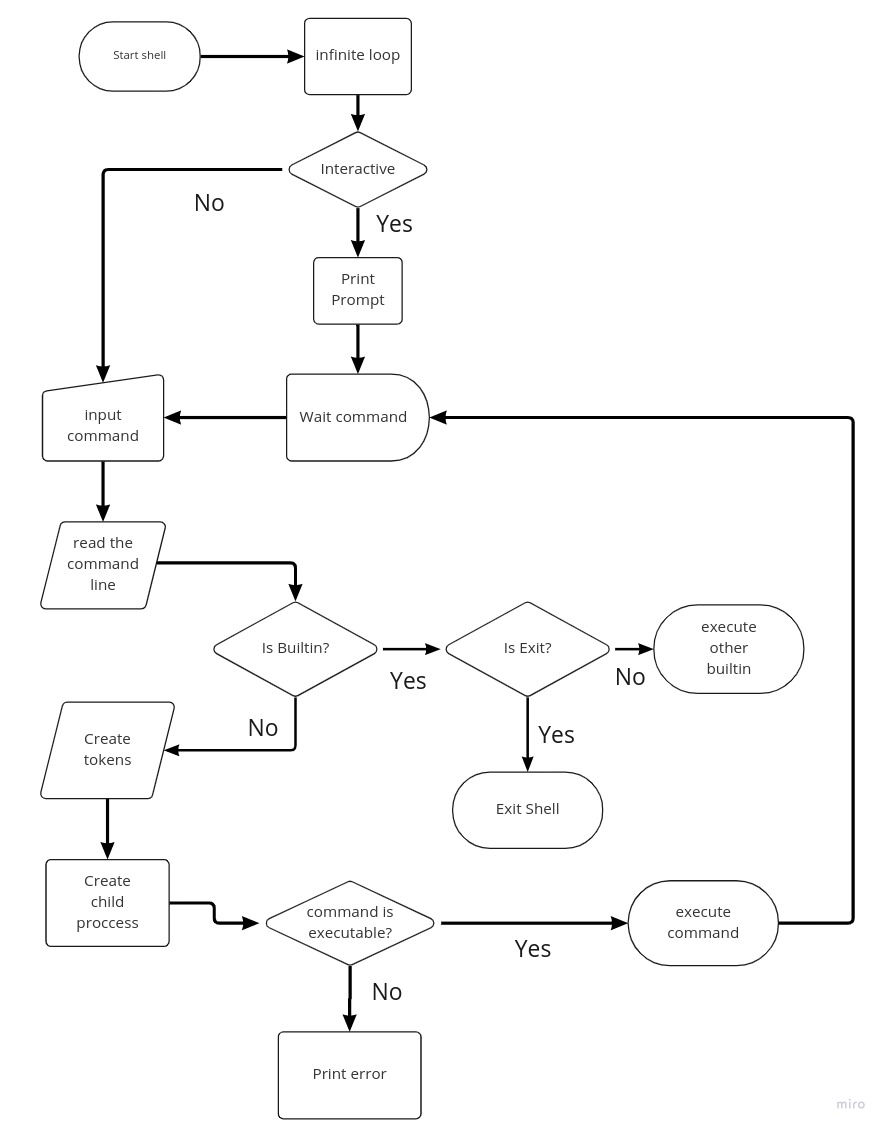 Start shell
infinite loop
Interactive
No
Yes
Print
Prompt
input
command
Wait command
read the
command
line
Is Builtin?
Yes
Is Exit?
No
execute
other
builtin
No
Yes
Create
tokens
Exit Shell
Create
child
proccess
command is
executable?
Yes
execute
command
No
Print error
miro